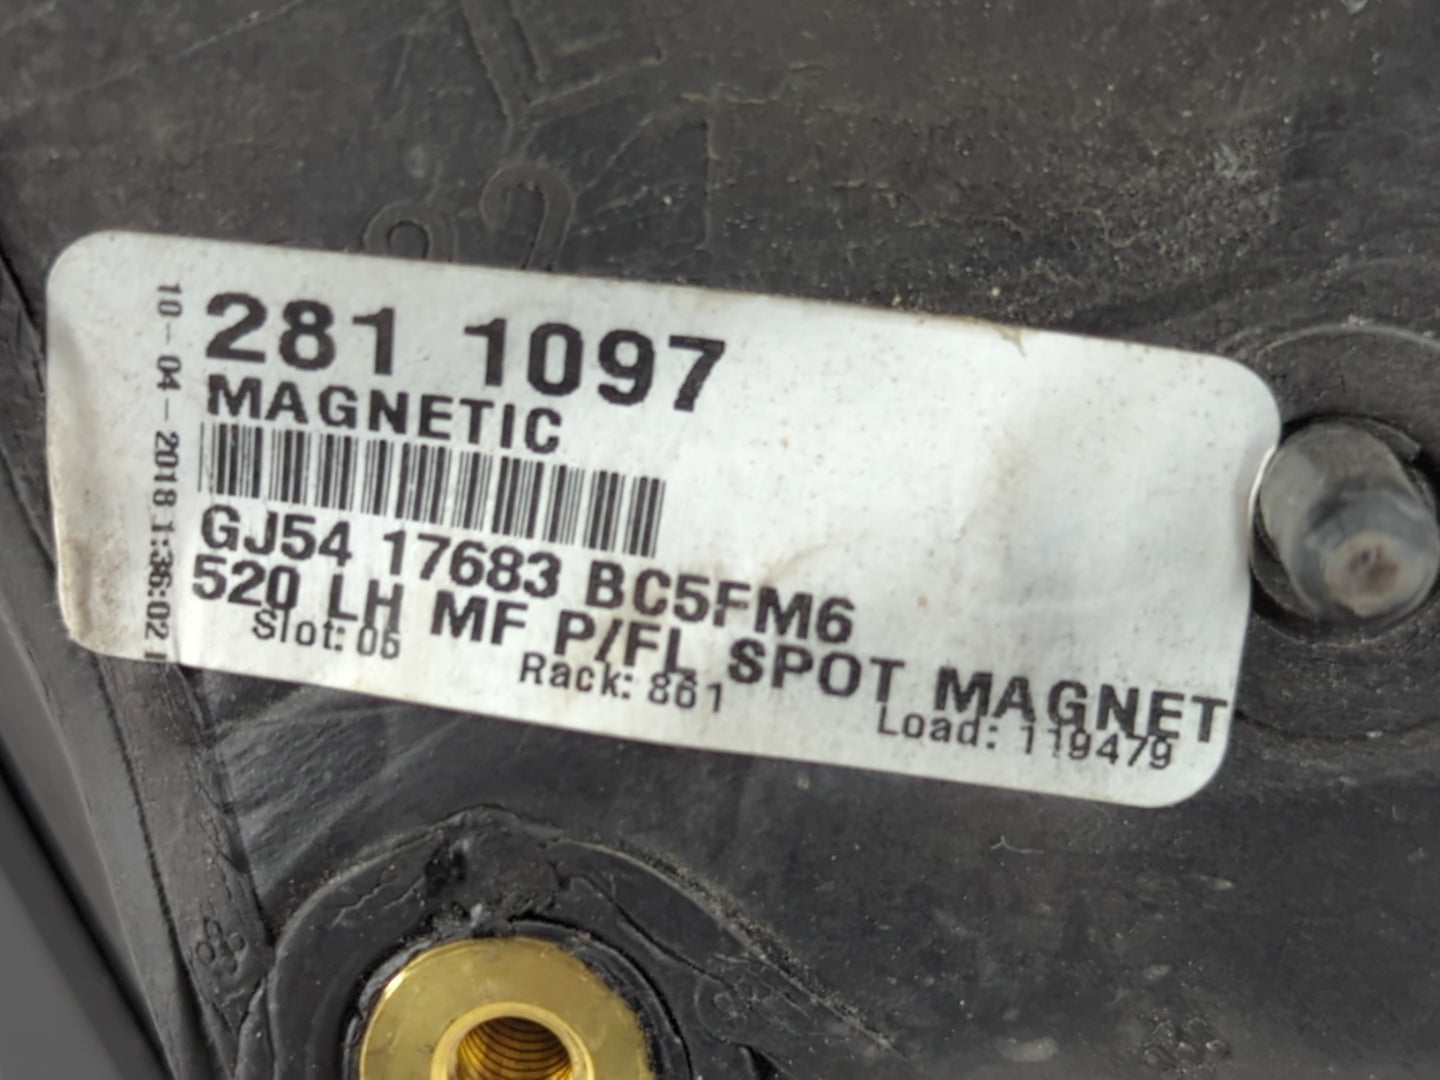 281 1097
MAGNETIC
GJ54 17683 BC5FM6
520 LH MF P/FL SPOT MAGNET
Slot: 05
Rack: 861
Load: 119479
10-04-2018 1:36:02